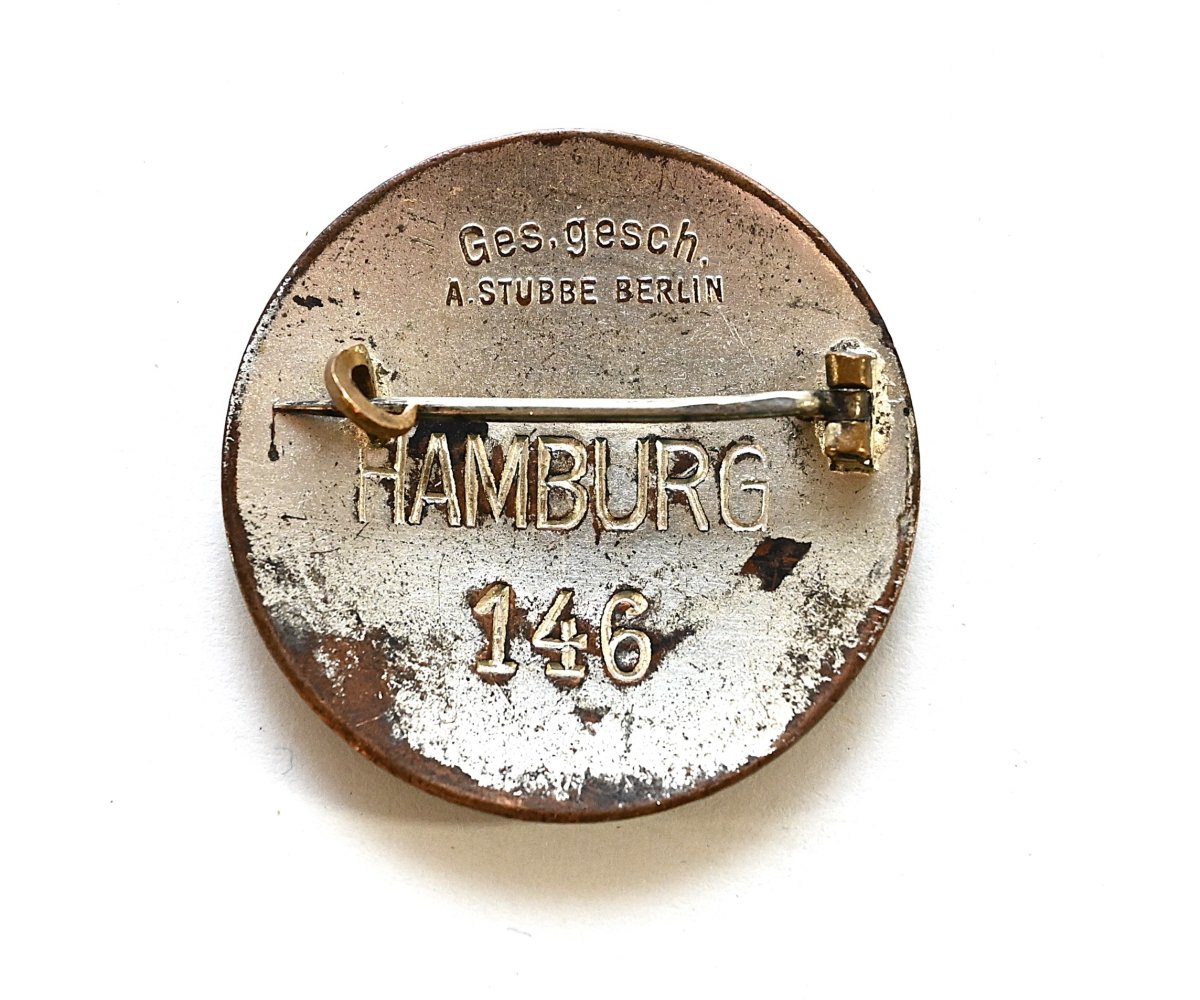 Ges. gesch.
A. STUBBE BERLIN
HAMBURG
146